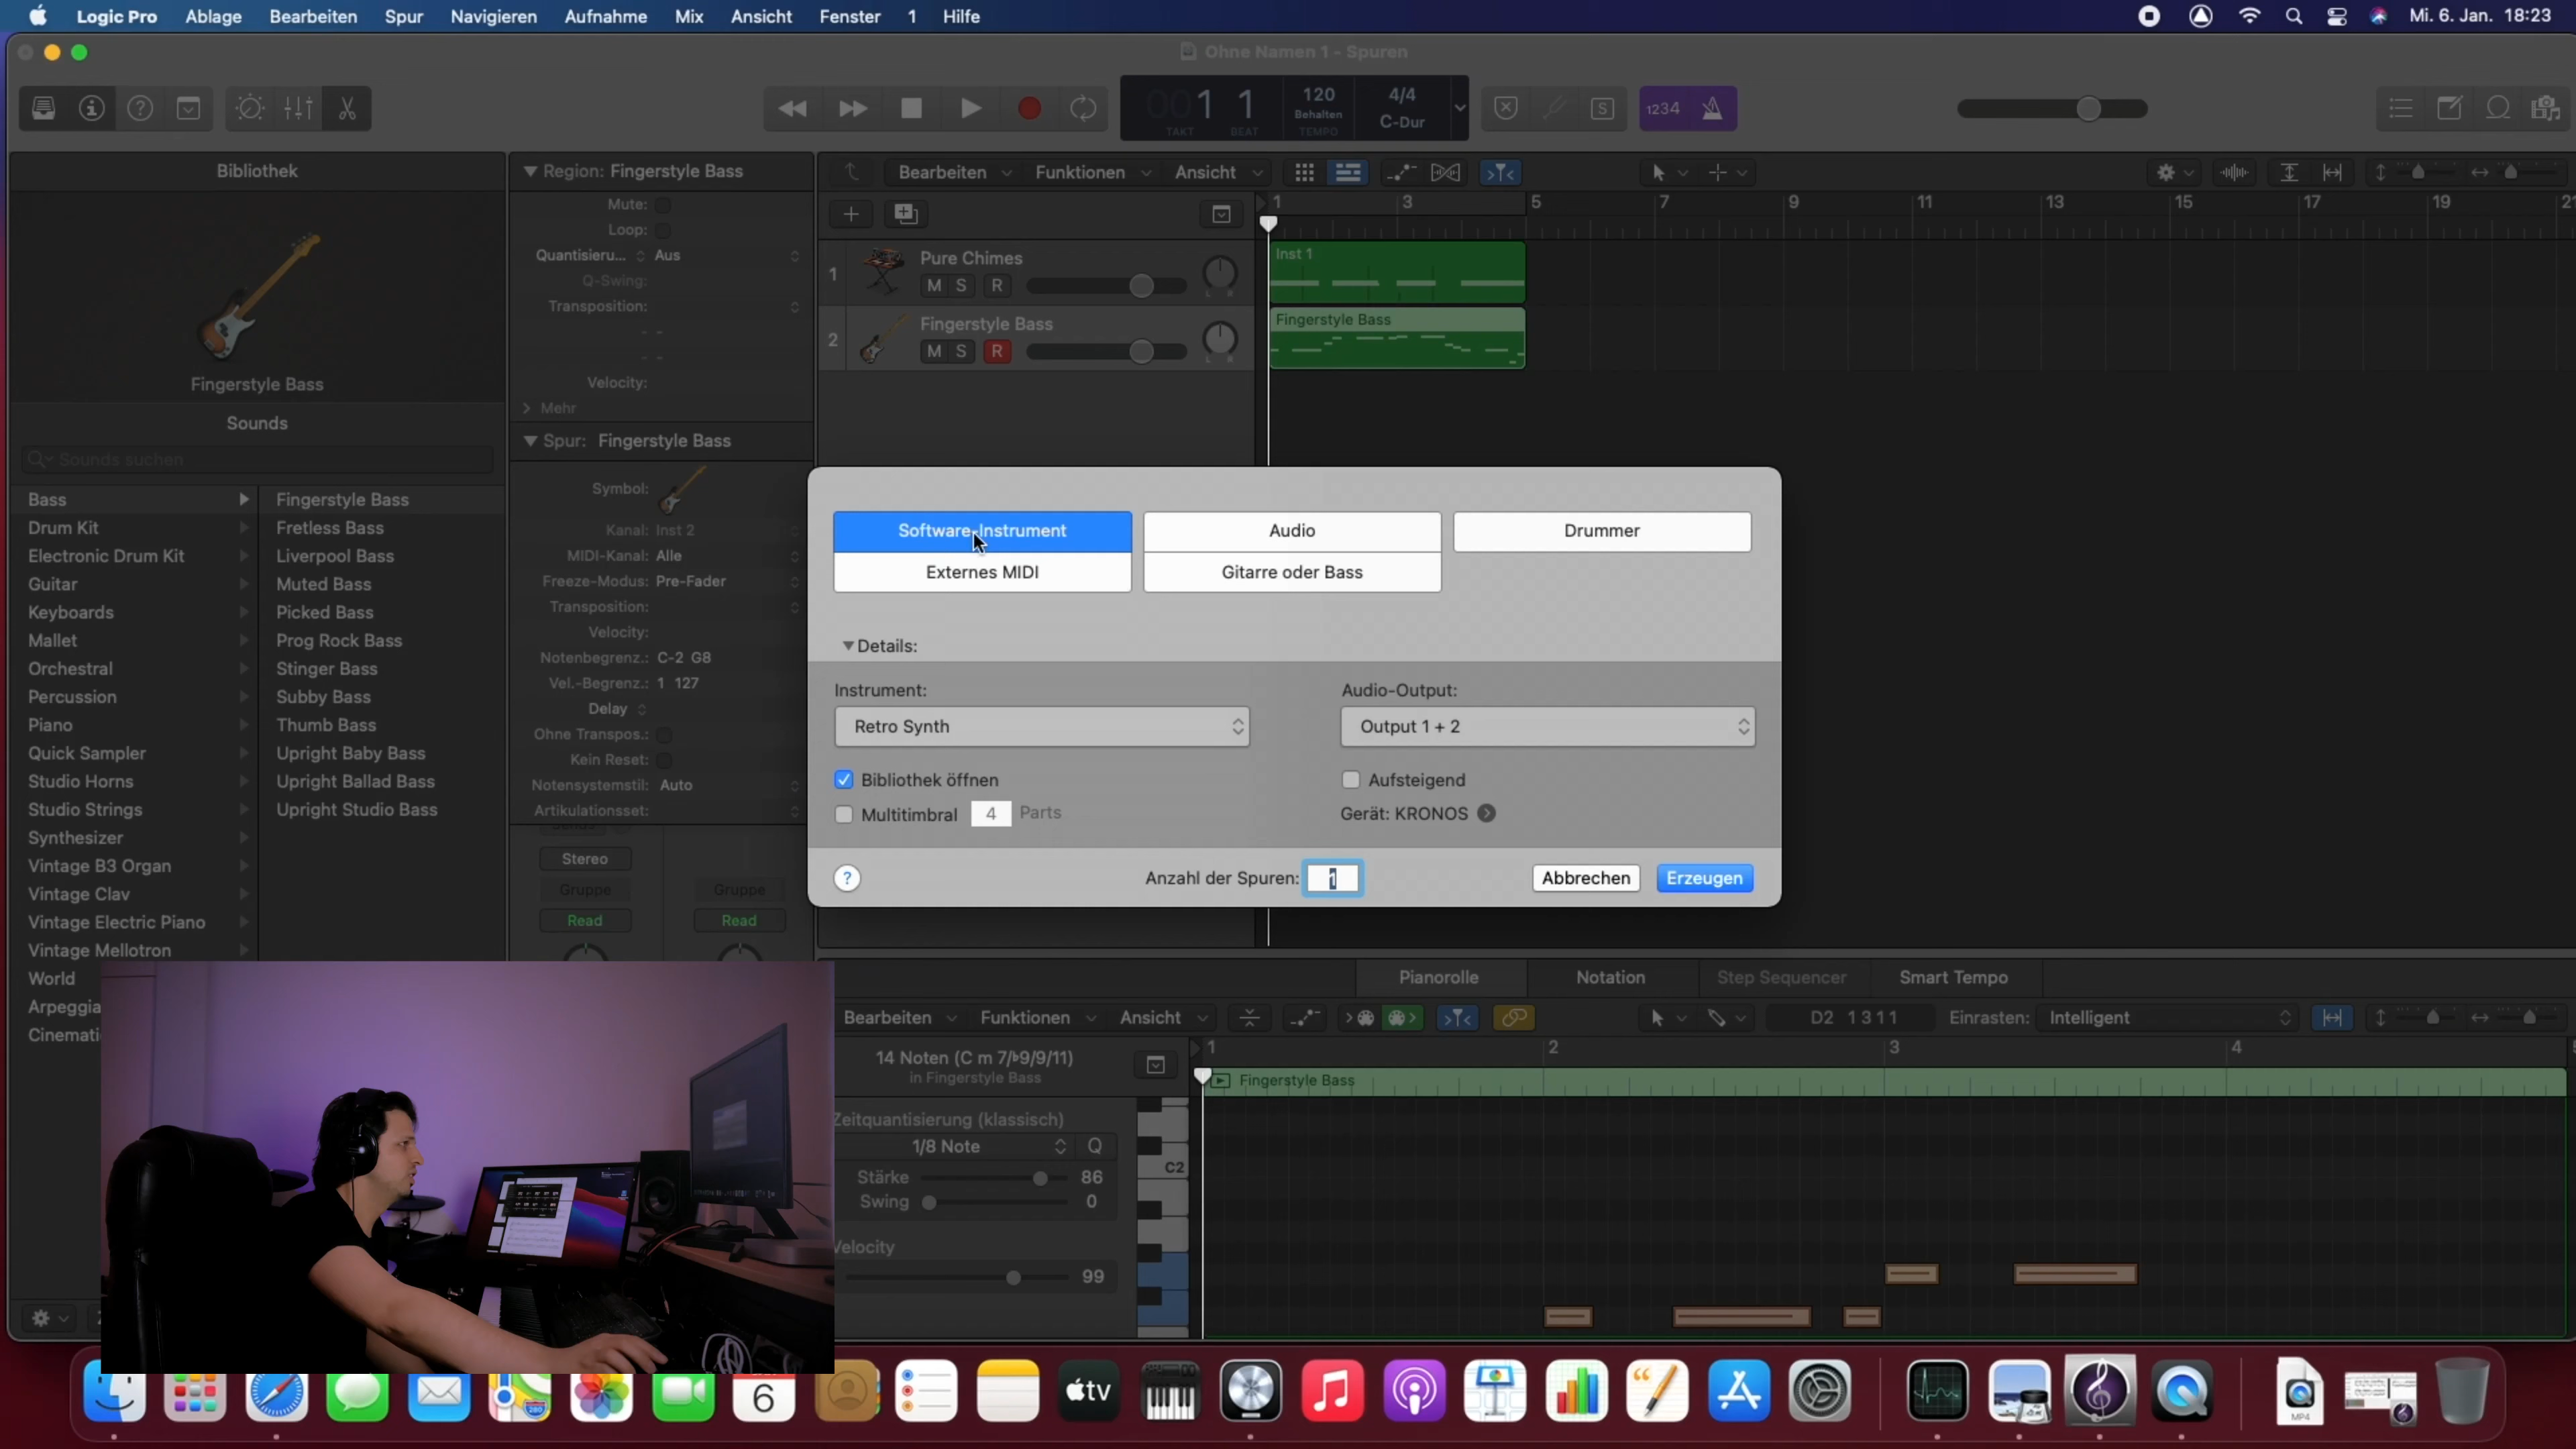 Logic Pro Ablage Bearbeiten Spur Navigieren Aufnahme Mix Ansicht Fenster 1 Hilfe
Mi. 6. Jan. 18:23
Ohne Namen 1 - Spuren
001 1
TAKT BEAT
120
Behalten
TEMPO
4/4
C-Dur
S
1234
Bibliothek
Region: Fingerstyle Bass
Bearbeiten Funktionen Ansicht
Mute:
Loop:
Quantisieru... Aus
Q-Swing:
Transposition:
Velocity:
Mehr
1 3 5 7 9 11 13 15 17 19 21
1 Pure Chimes
M S R
L R
Inst 1
2 Fingerstyle Bass
M S R
L R
Fingerstyle Bass
Fingerstyle Bass
Sounds
Sounds suchen
Bass
Drum Kit
Electronic Drum Kit
Guitar
Keyboards
Mallet
Orchestral
Percussion
Piano
Quick Sampler
Studio Horns
Studio Strings
Synthesizer
Vintage B3 Organ
Vintage Clav
Vintage Electric Piano
Vintage Mellotron
World
Arpeggia
Cinemati
Fingerstyle Bass
Fretless Bass
Liverpool Bass
Muted Bass
Picked Bass
Prog Rock Bass
Stinger Bass
Subby Bass
Thumb Bass
Upright Baby Bass
Upright Ballad Bass
Upright Studio Bass
Spur: Fingerstyle Bass
Symbol:
Kanal: Inst 2
MIDI-Kanal: Alle
Freeze-Modus: Pre-Fader
Transposition:
Velocity:
Notenbegrenz.: C-2 G8
Vel.-Begrenz.: 1 127
Delay
Ohne Transpos.:
Kein Reset:
Notensystemstil: Auto
Artikulationsset:
Sends
Stereo
Gruppe Gruppe
Read Read
Software-Instrument
Audio
Drummer
Externes MIDI
Gitarre oder Bass
Details:
Instrument:
Audio-Output:
Retro Synth
Output 1 + 2
Bibliothek öffnen
Aufsteigend
Multitimbral 4 Parts
Gerät: KRONOS
?
Anzahl der Spuren: 1
Abbrechen
Erzeugen
Pianorolle Notation Step Sequencer Smart Tempo
Bearbeiten Funktionen Ansicht
D2 1 3 1 1
Einrasten: Intelligent
14 Noten (C m 7/♭9/9/11)
in Fingerstyle Bass
1 2 3 4 5
Fingerstyle Bass
Zeitquantisierung (klassisch)
1/8 Note Q
Stärke 86
Swing 0
Velocity
99
C2
280
6
tv
MP4